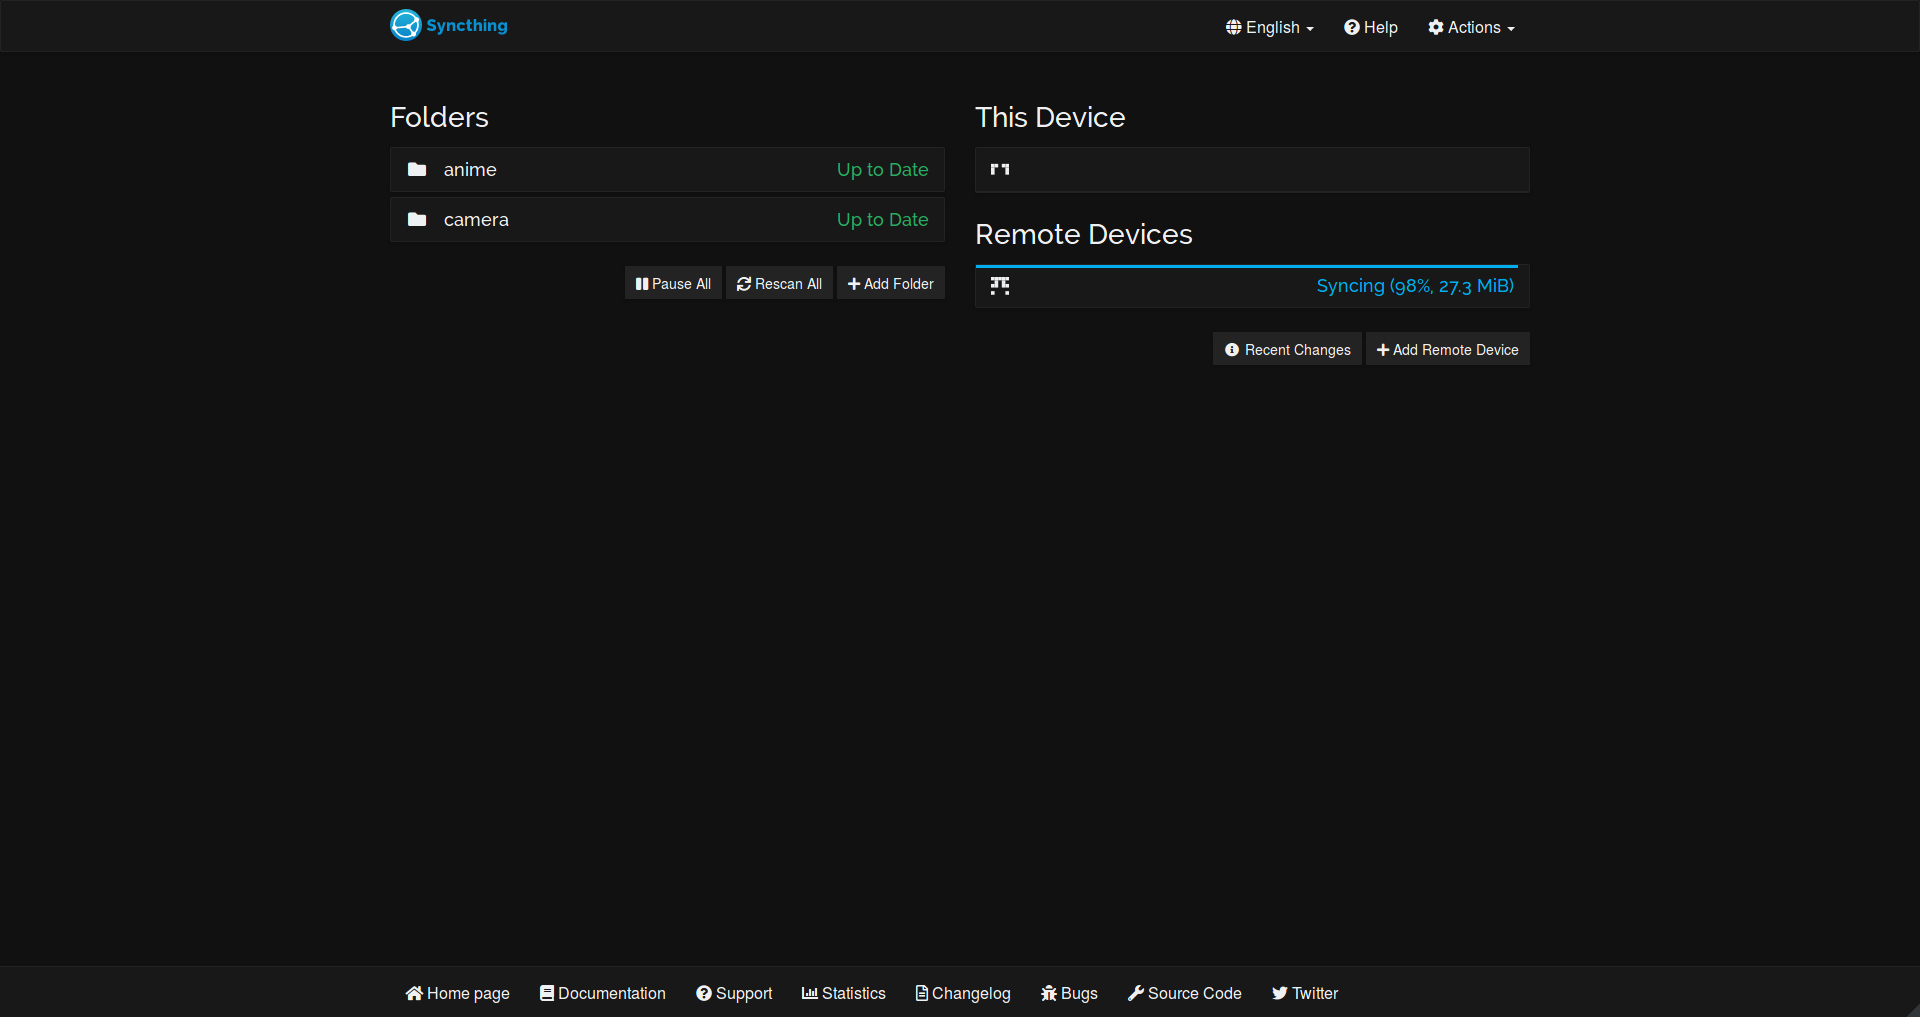 Syncthing
English
Help
Actions
Folders
anime
Up to Date
camera
Up to Date
Pause All
Rescan All
Add Folder
This Device
Remote Devices
Syncing (98%, 27.3 MiB)
Recent Changes
Add Remote Device
Home page
Documentation
Support
Statistics
Changelog
Bugs
Source Code
Twitter